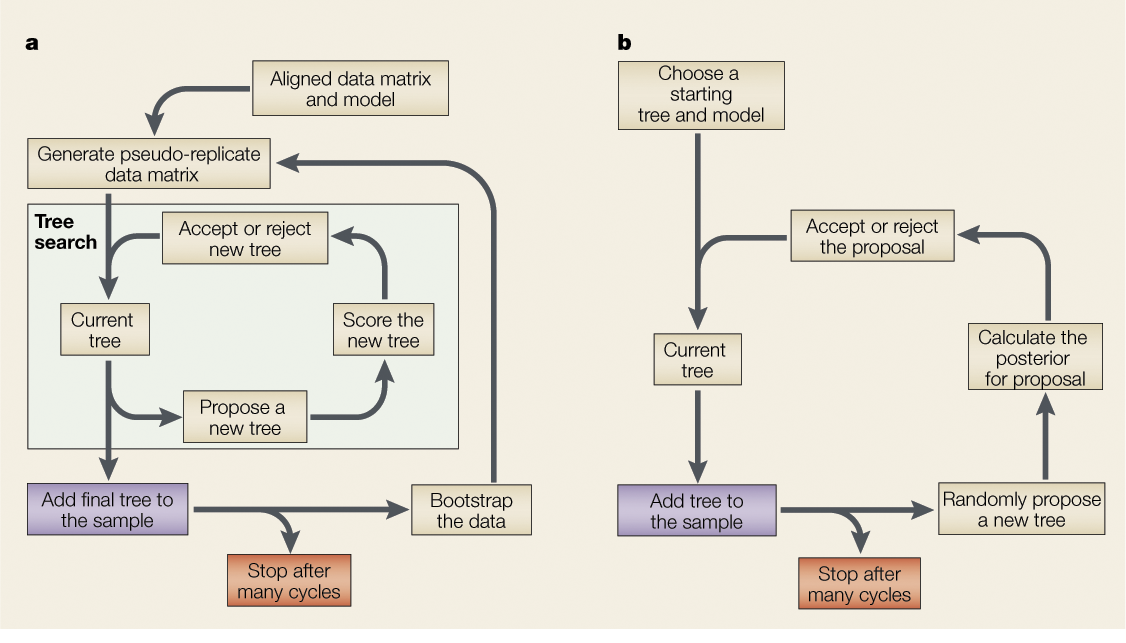 a
Aligned data matrix
and model
Generate pseudo-replicate
data matrix
Tree
search
Accept or reject
new tree
Current
tree
Score the
new tree
Propose a
new tree
Add final tree to
the sample
Bootstrap
the data
Stop after
many cycles
b
Choose a
starting
tree and model
Accept or reject
the proposal
Current
tree
Calculate the
posterior
for proposal
Add tree to
the sample
Randomly propose
a new tree
Stop after
many cycles